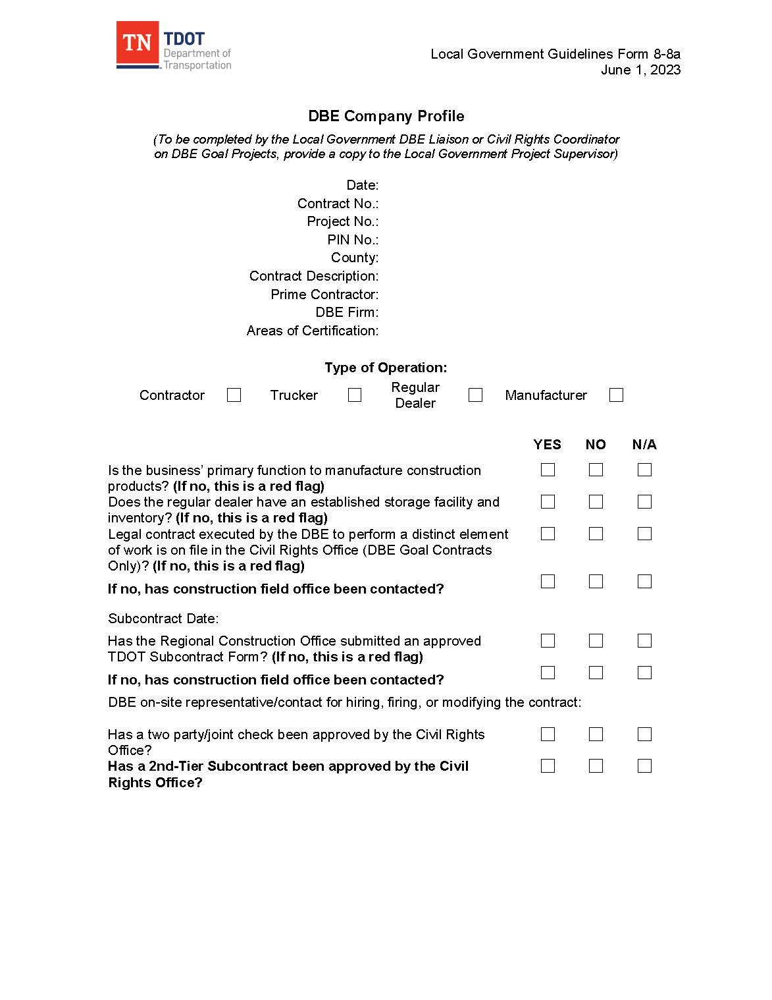 TN TDOT
Department of
Transportation
Local Government Guidelines Form 8-8a
June 1, 2023
DBE Company Profile
(To be completed by the Local Government DBE Liaison or Civil Rights Coordinator
on DBE Goal Projects, provide a copy to the Local Government Project Supervisor)
Date:
Contract No.:
Project No.:
PIN No.:
County:
Contract Description:
Prime Contractor:
DBE Firm:
Areas of Certification:
Type of Operation:
Contractor ☐ Trucker ☐ Regular Dealer ☐ Manufacturer ☐
YES NO N/A
Is the business’ primary function to manufacture construction ☐ ☐ ☐
products? (If no, this is a red flag)
Does the regular dealer have an established storage facility and ☐ ☐ ☐
inventory? (If no, this is a red flag)
Legal contract executed by the DBE to perform a distinct element ☐ ☐ ☐
of work is on file in the Civil Rights Office (DBE Goal Contracts
Only)? (If no, this is a red flag)
If no, has construction field office been contacted? ☐ ☐ ☐
Subcontract Date:
Has the Regional Construction Office submitted an approved ☐ ☐ ☐
TDOT Subcontract Form? (If no, this is a red flag)
If no, has construction field office been contacted? ☐ ☐ ☐
DBE on-site representative/contact for hiring, firing, or modifying the contract:
Has a two party/joint check been approved by the Civil Rights ☐ ☐ ☐
Office?
Has a 2nd-Tier Subcontract been approved by the Civil ☐ ☐ ☐
Rights Office?